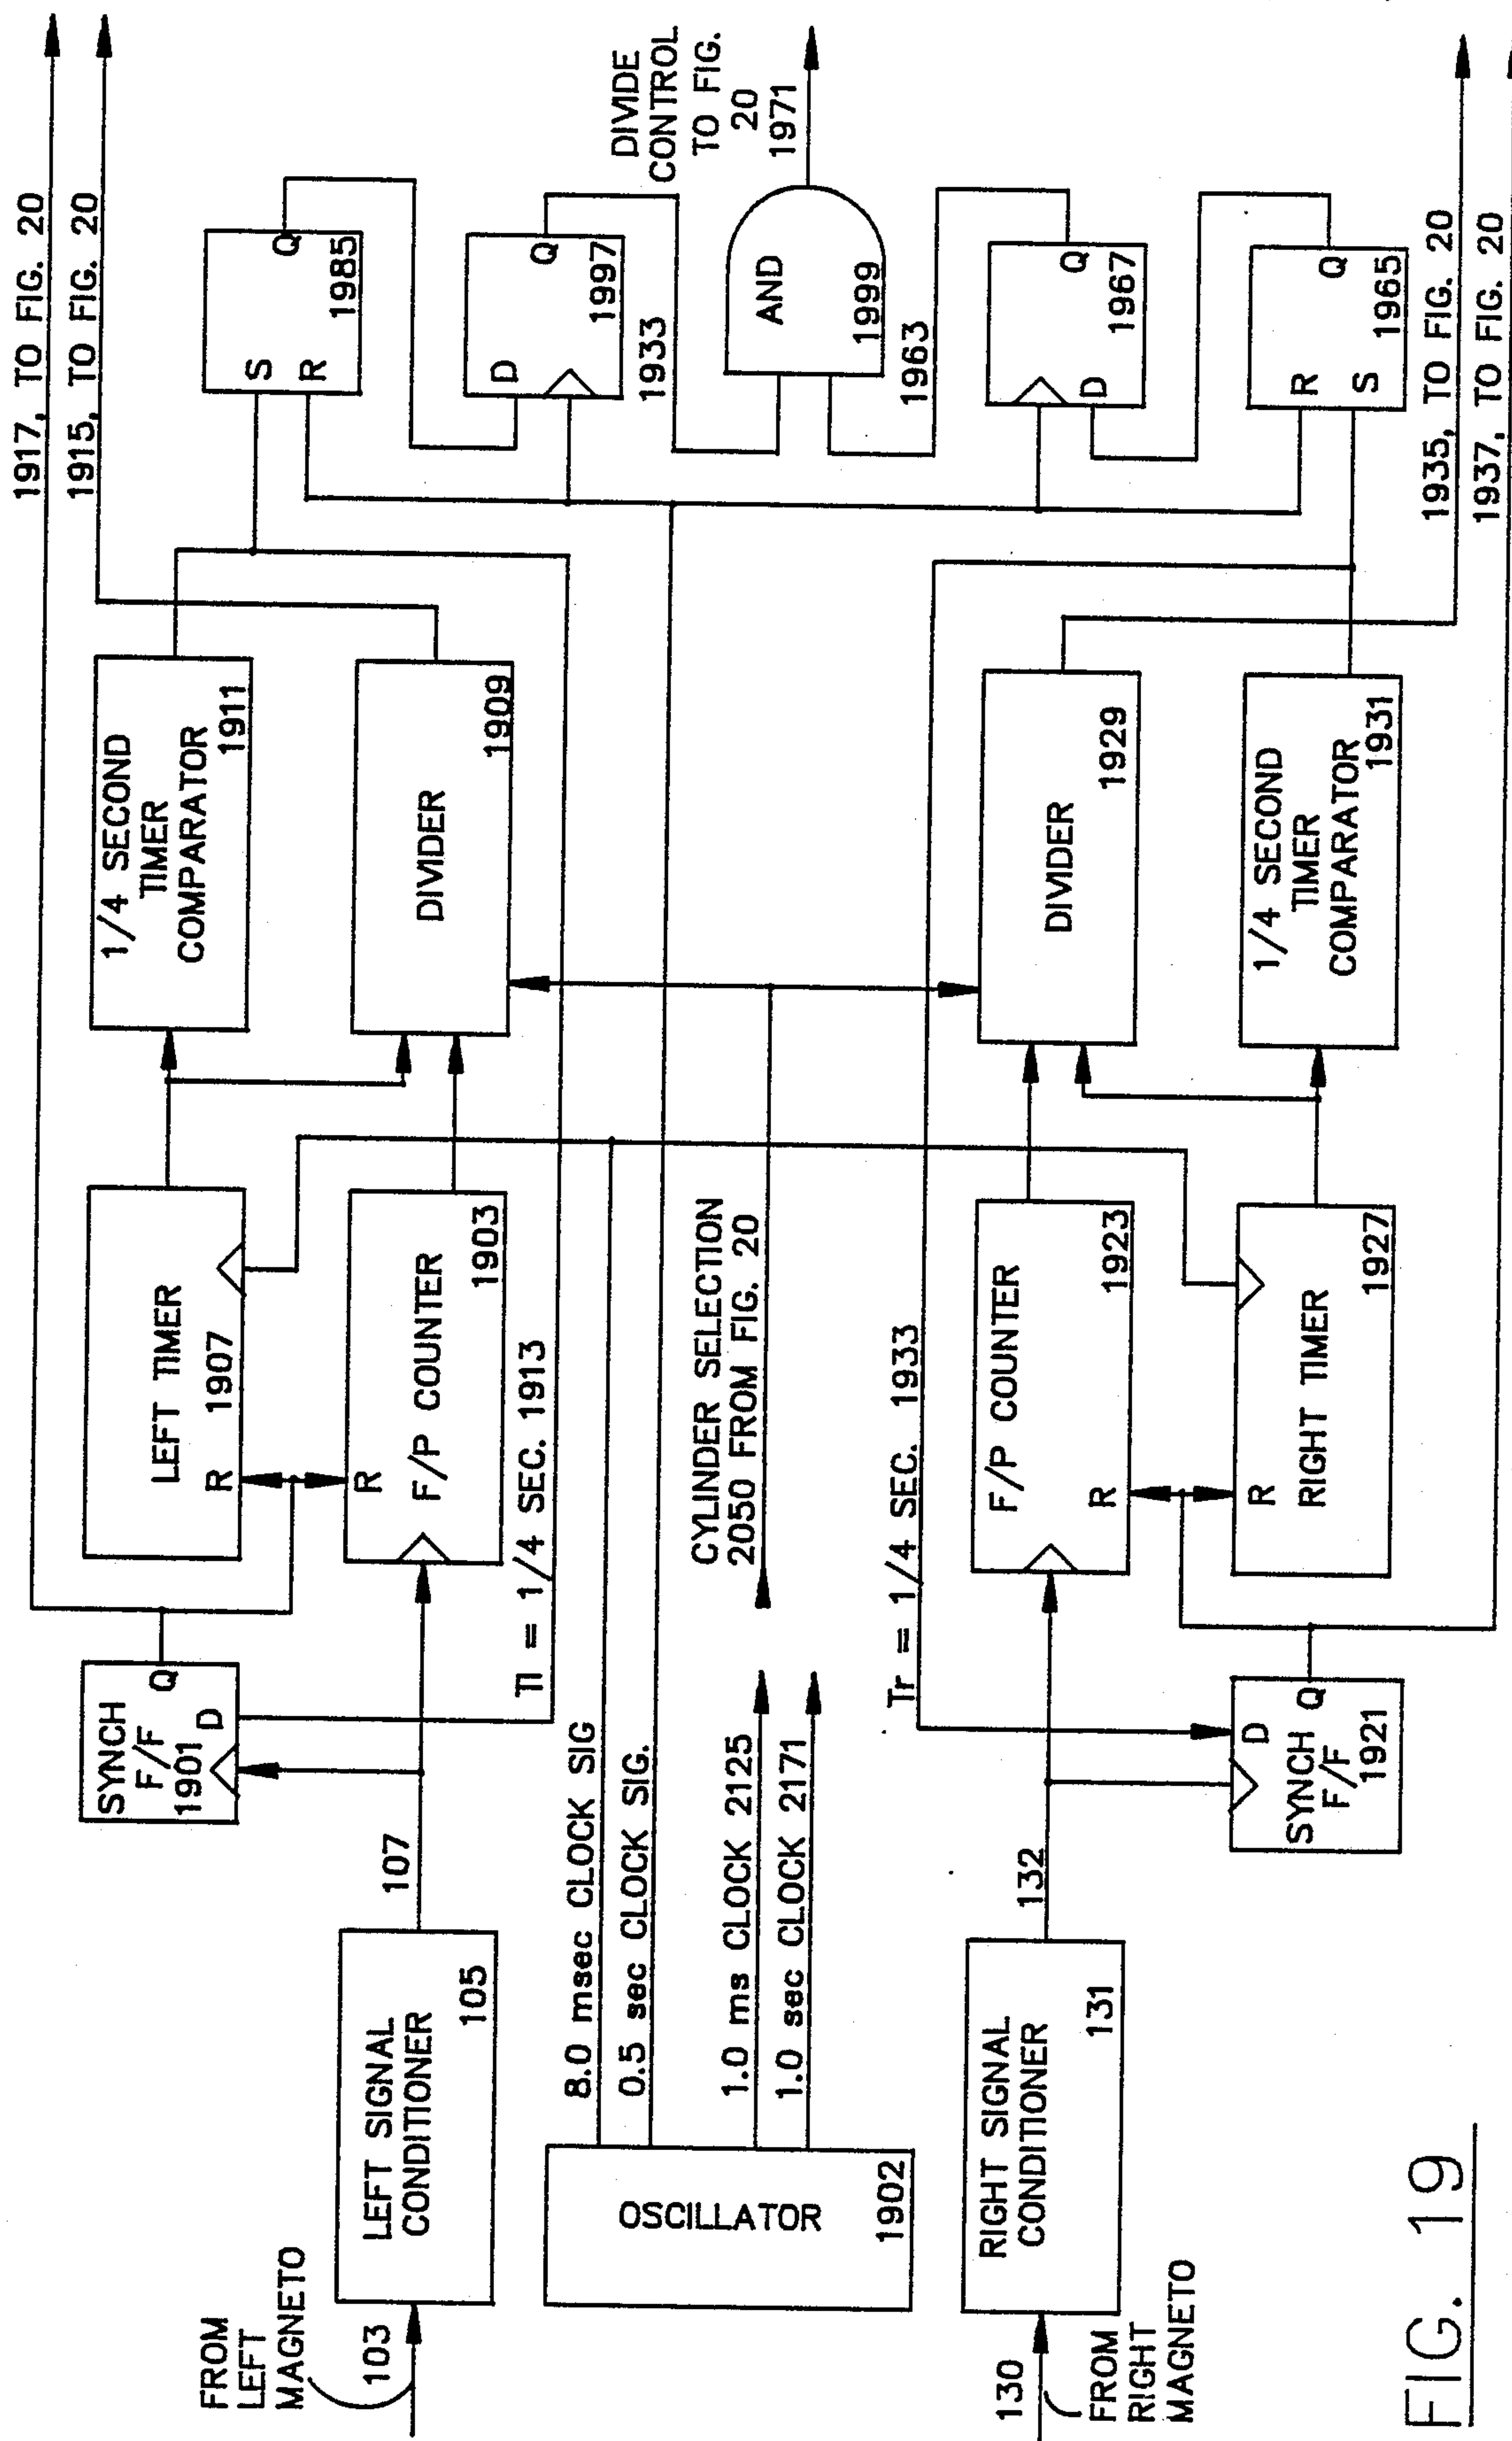 FROM
LEFT
MAGNETO
103
LEFT SIGNAL
CONDITIONER
105
107
SYNCH
F/F
1901
Q
D
1917, TO FIG. 20
1915, TO FIG. 20
LEFT TIMER
1907
R
R
F/P COUNTER
1903
1/4 SECOND
TIMER
COMPARATOR
1911
DIVIDER
1909
S
R
Q
1985
D
Q
1997
1933
AND
1999
1963
DIVIDE
CONTROL
TO FIG.
20
1971
Tl = 1/4 SEC. 1913
8.0 msec CLOCK SIG
0.5 sec CLOCK SIG.
1.0 ms CLOCK 2125
1.0 sec CLOCK 2171
OSCILLATOR
1902
CYLINDER SELECTION
2050 FROM FIG. 20
Tr = 1/4 SEC. 1933
130
FROM
RIGHT
MAGNETO
RIGHT SIGNAL
CONDITIONER
131
132
D
Q
SYNCH
F/F
1921
F/P COUNTER
R
1923
R
RIGHT TIMER
1927
DIVIDER
1929
1/4 SECOND
TIMER
COMPARATOR
1931
D
Q
1967
R
S
Q
1965
1935, TO FIG. 20
1937, TO FIG. 20
FIG. 19